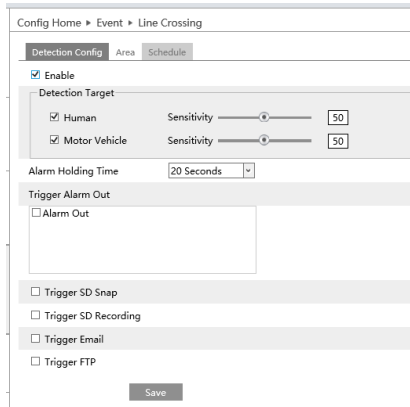 Config Home ▸ Event ▸ Line Crossing
Detection Config Area Schedule
Enable
Detection Target
Human Sensitivity 50
Motor Vehicle Sensitivity 50
Alarm Holding Time 20 Seconds
Trigger Alarm Out
Alarm Out
Trigger SD Snap
Trigger SD Recording
Trigger Email
Trigger FTP
Save